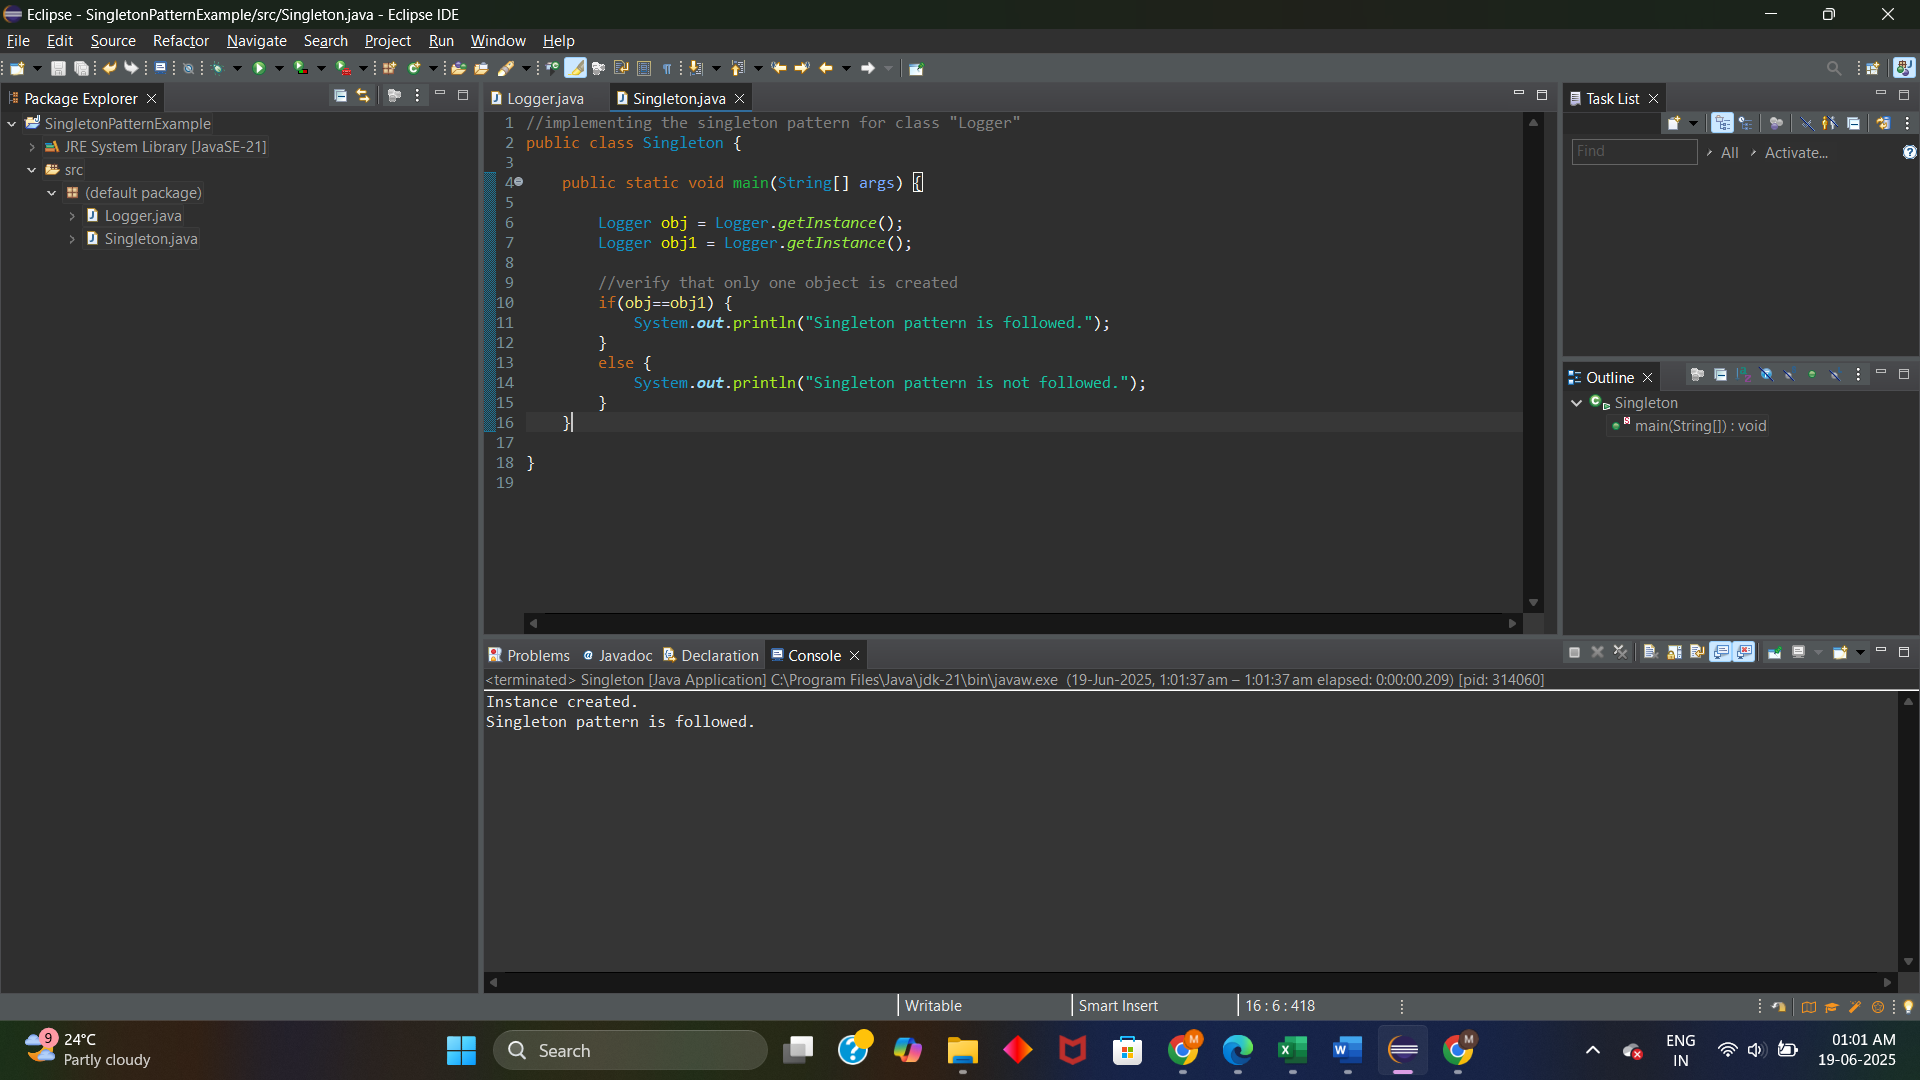 Eclipse - SingletonPatternExample/src/Singleton.java - Eclipse IDE
File Edit Source Refactor Navigate Search Project Run Window Help
Package Explorer
SingletonPatternExample
JRE System Library [JavaSE-21]
src
(default package)
Logger.java
Singleton.java
Logger.java Singleton.java
1 //implementing the singleton pattern for class "Logger"
2 public class Singleton {
3
4 public static void main(String[] args) {
5
6 Logger obj = Logger.getInstance();
7 Logger obj1 = Logger.getInstance();
8
9 //verify that only one object is created
10 if(obj==obj1) {
11 System.out.println("Singleton pattern is followed.");
12 }
13 else {
14 System.out.println("Singleton pattern is not followed.");
15 }
16 }
17
18 }
19
Task List
Find All Activate...
Outline
Singleton
main(String[]) : void
Problems Javadoc Declaration Console
<terminated> Singleton [Java Application] C:\Program Files\Java\jdk-21\bin\javaw.exe (19-Jun-2025, 1:01:37 am – 1:01:37 am elapsed: 0:00:00.209) [pid: 314060]
Instance created.
Singleton pattern is followed.
Writable Smart Insert 16 : 6 : 418
9
24°C
Partly cloudy
Search
M
M
ENG
IN
01:01 AM
19-06-2025